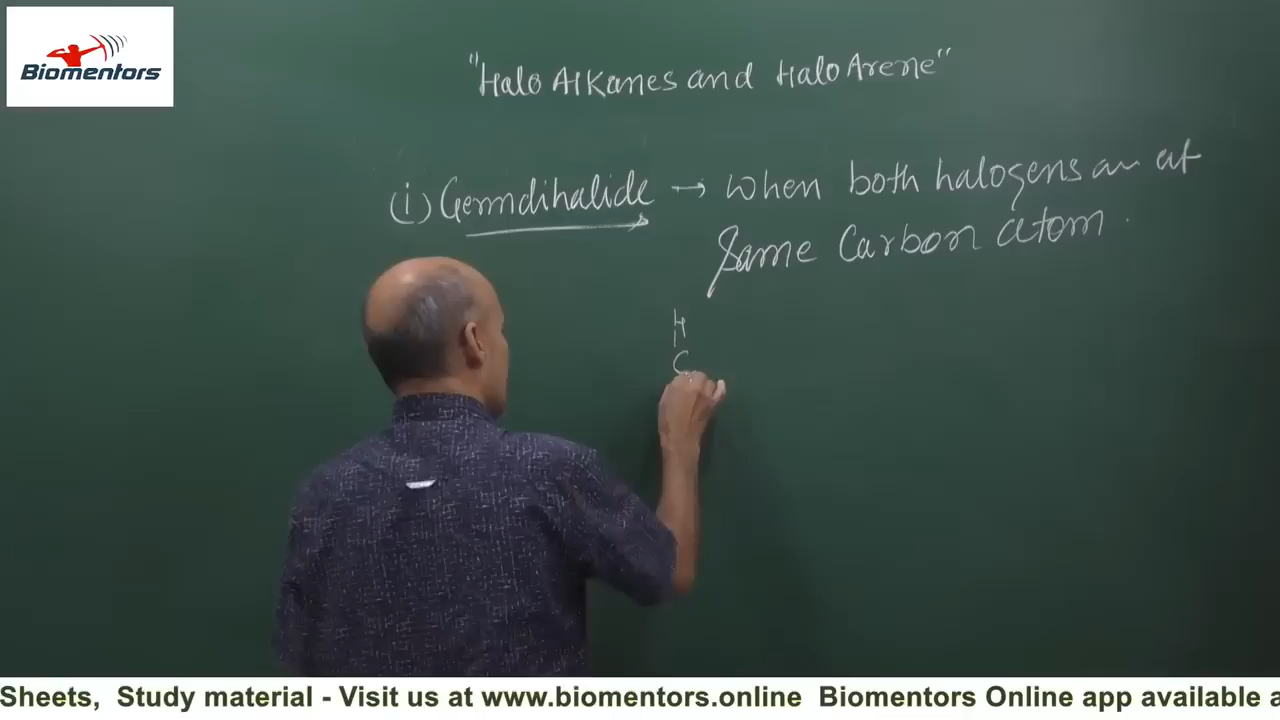 Biomentors
"Halo Alkanes and Halo Arene"
(i) Gemdihalide → When both halogens are at
Same Carbon atom.
H
C
Sheets, Study material - Visit us at www.biomentors.online Biomentors Online app available a